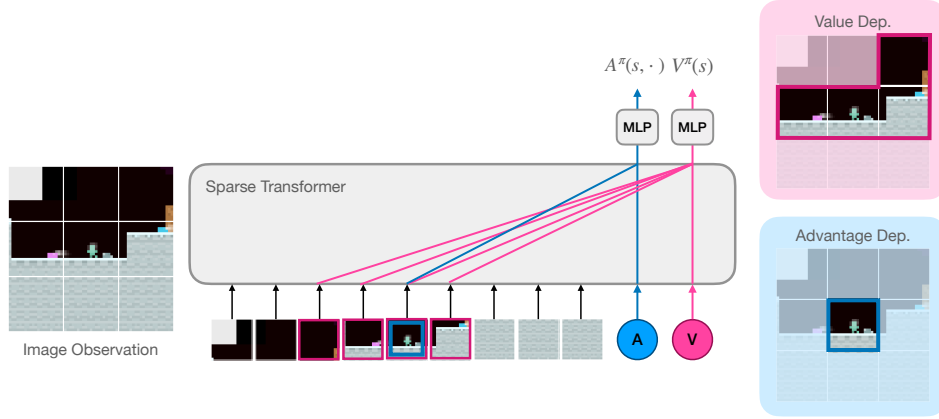 Value Dep.
A^π(s, ·) V^π(s)
MLP MLP
Sparse Transformer
Advantage Dep.
Image Observation
A V